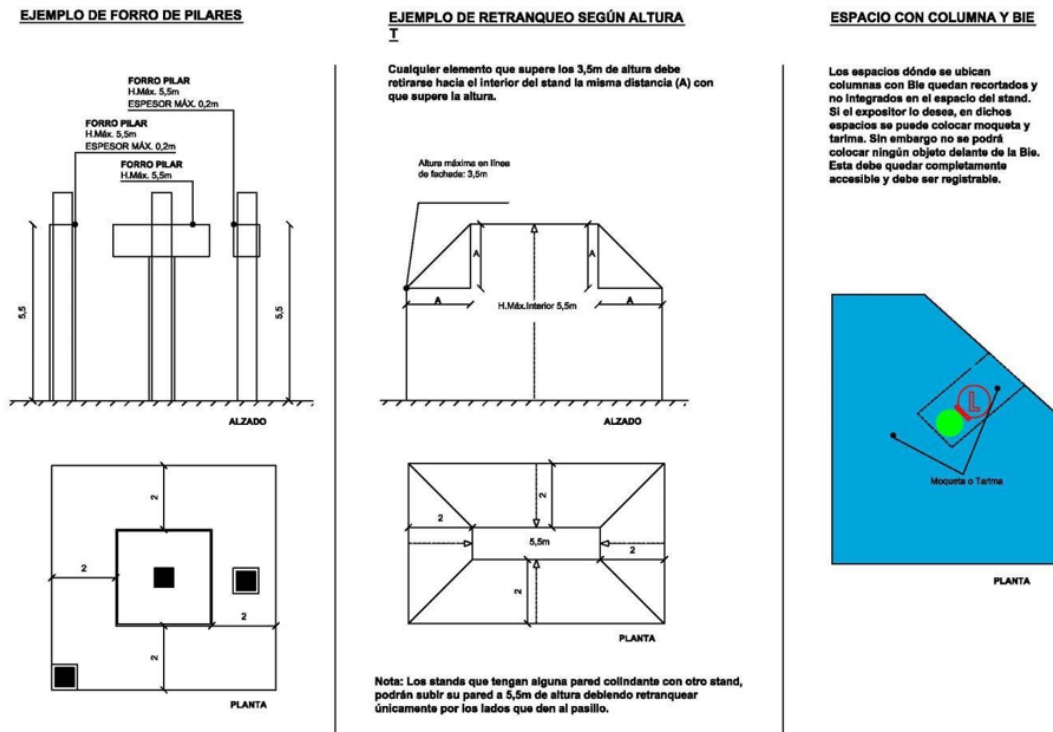 EJEMPLO DE FORRO DE PILARES
FORRO PILAR
H.Máx. 5,5m
ESPESOR MÁX. 0,2m
FORRO PILAR
H.Máx. 5,5m
ESPESOR MÁX. 0,2m
FORRO PILAR
H.Máx. 5,5m
5,5
5,5
ALZADO
2
2
2
2
PLANTA
EJEMPLO DE RETRANQUEO SEGÚN ALTURA
T
Cualquier elemento que supere los 3,5m de altura debe
retirarse hacia el interior del stand la misma distancia (A) con
que supere la altura.
Altura máxima en línea
de fachada: 3,5m
A
A
A
A
H.Máx.Interior 5,5m
ALZADO
2
2
5,5m
2
2
PLANTA
Nota: Los stands que tengan alguna pared colindante con otro stand,
podrán subir su pared a 5,5m de altura debiendo retranquear
únicamente por los lados que den al pasillo.
ESPACIO CON COLUMNA Y BIE
Los espacios dónde se ubican
columnas con Bie quedan recortados y
no integrados en el espacio del stand.
Si el expositor lo desea, en dichos
espacios se puede colocar moqueta y
tarima. Sin embargo no se podrá
colocar ningún objeto delante de la Bie.
Esta debe quedar completamente
accesible y debe ser registrable.
L
Moqueta o Tarima
PLANTA